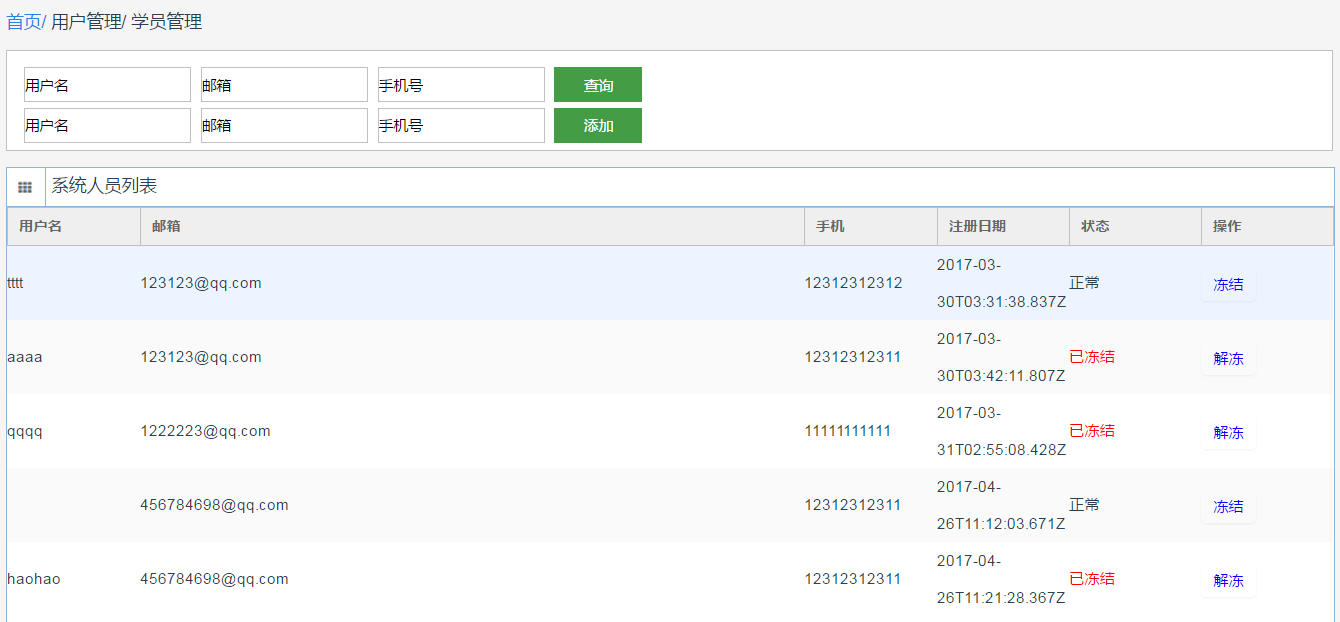 首页/ 用户管理/ 学员管理
用户名 邮箱 手机号 查询
用户名 邮箱 手机号 添加
系统人员列表
用户名 邮箱 手机 注册日期 状态 操作
tttt 123123@qq.com 12312312312 2017-03-30T03:31:38.837Z 正常 冻结
aaaa 123123@qq.com 12312312311 2017-03-30T03:42:11.807Z 已冻结 解冻
qqqq 1222223@qq.com 11111111111 2017-03-31T02:55:08.428Z 已冻结 解冻
456784698@qq.com 12312312311 2017-04-26T11:12:03.671Z 正常 冻结
haohao 456784698@qq.com 12312312311 2017-04-26T11:21:28.367Z 已冻结 解冻